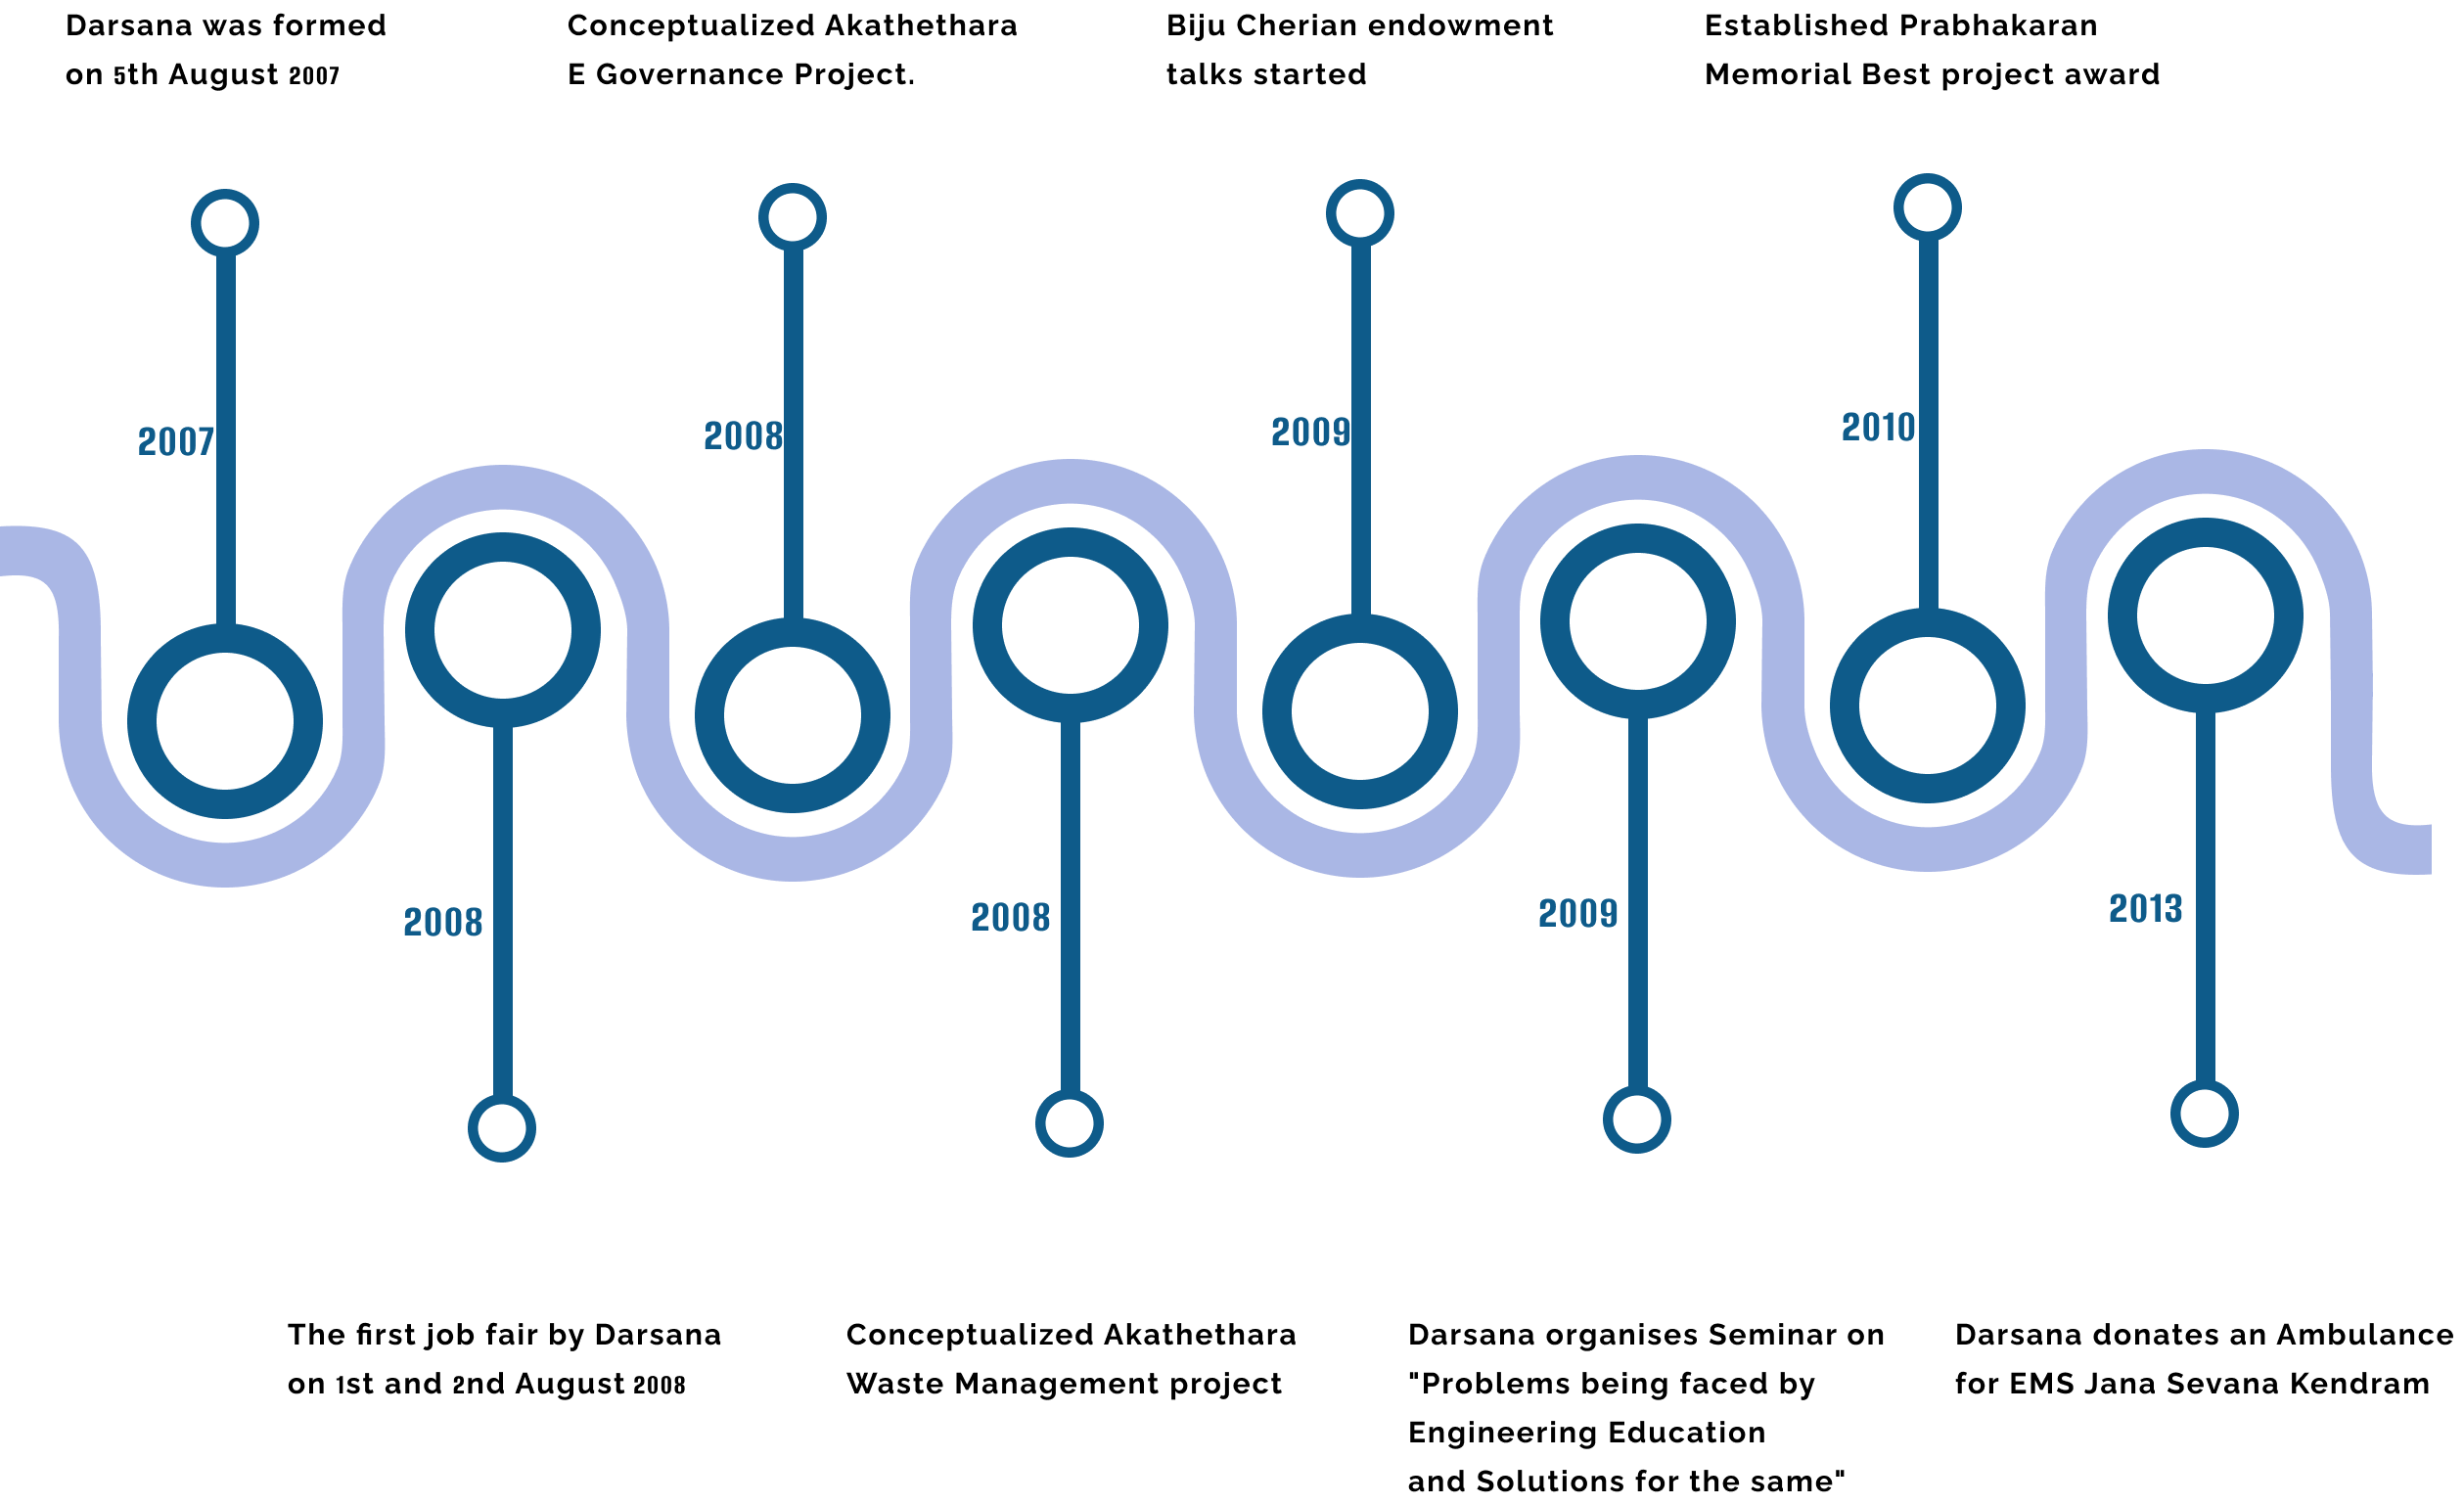 Darsana was formed
on 5th August 2007
Conceptualized Akathethara
E Governance Project.
Biju Cherian endowment
talks started
Established Prabhakaran
Memorial Best project award
2007
2008
2009
2010
2008
2008
2009
2013
The first job fair by Darsana
on 1st and 2nd August 2008
Conceptualized Akathethara
Waste Management project
Darsana organises Seminar on
"Problems being faced by
Engineering Education
and Solutions for the same"
Darsana donates an Ambulance
for EMS Jana Sevana Kendram